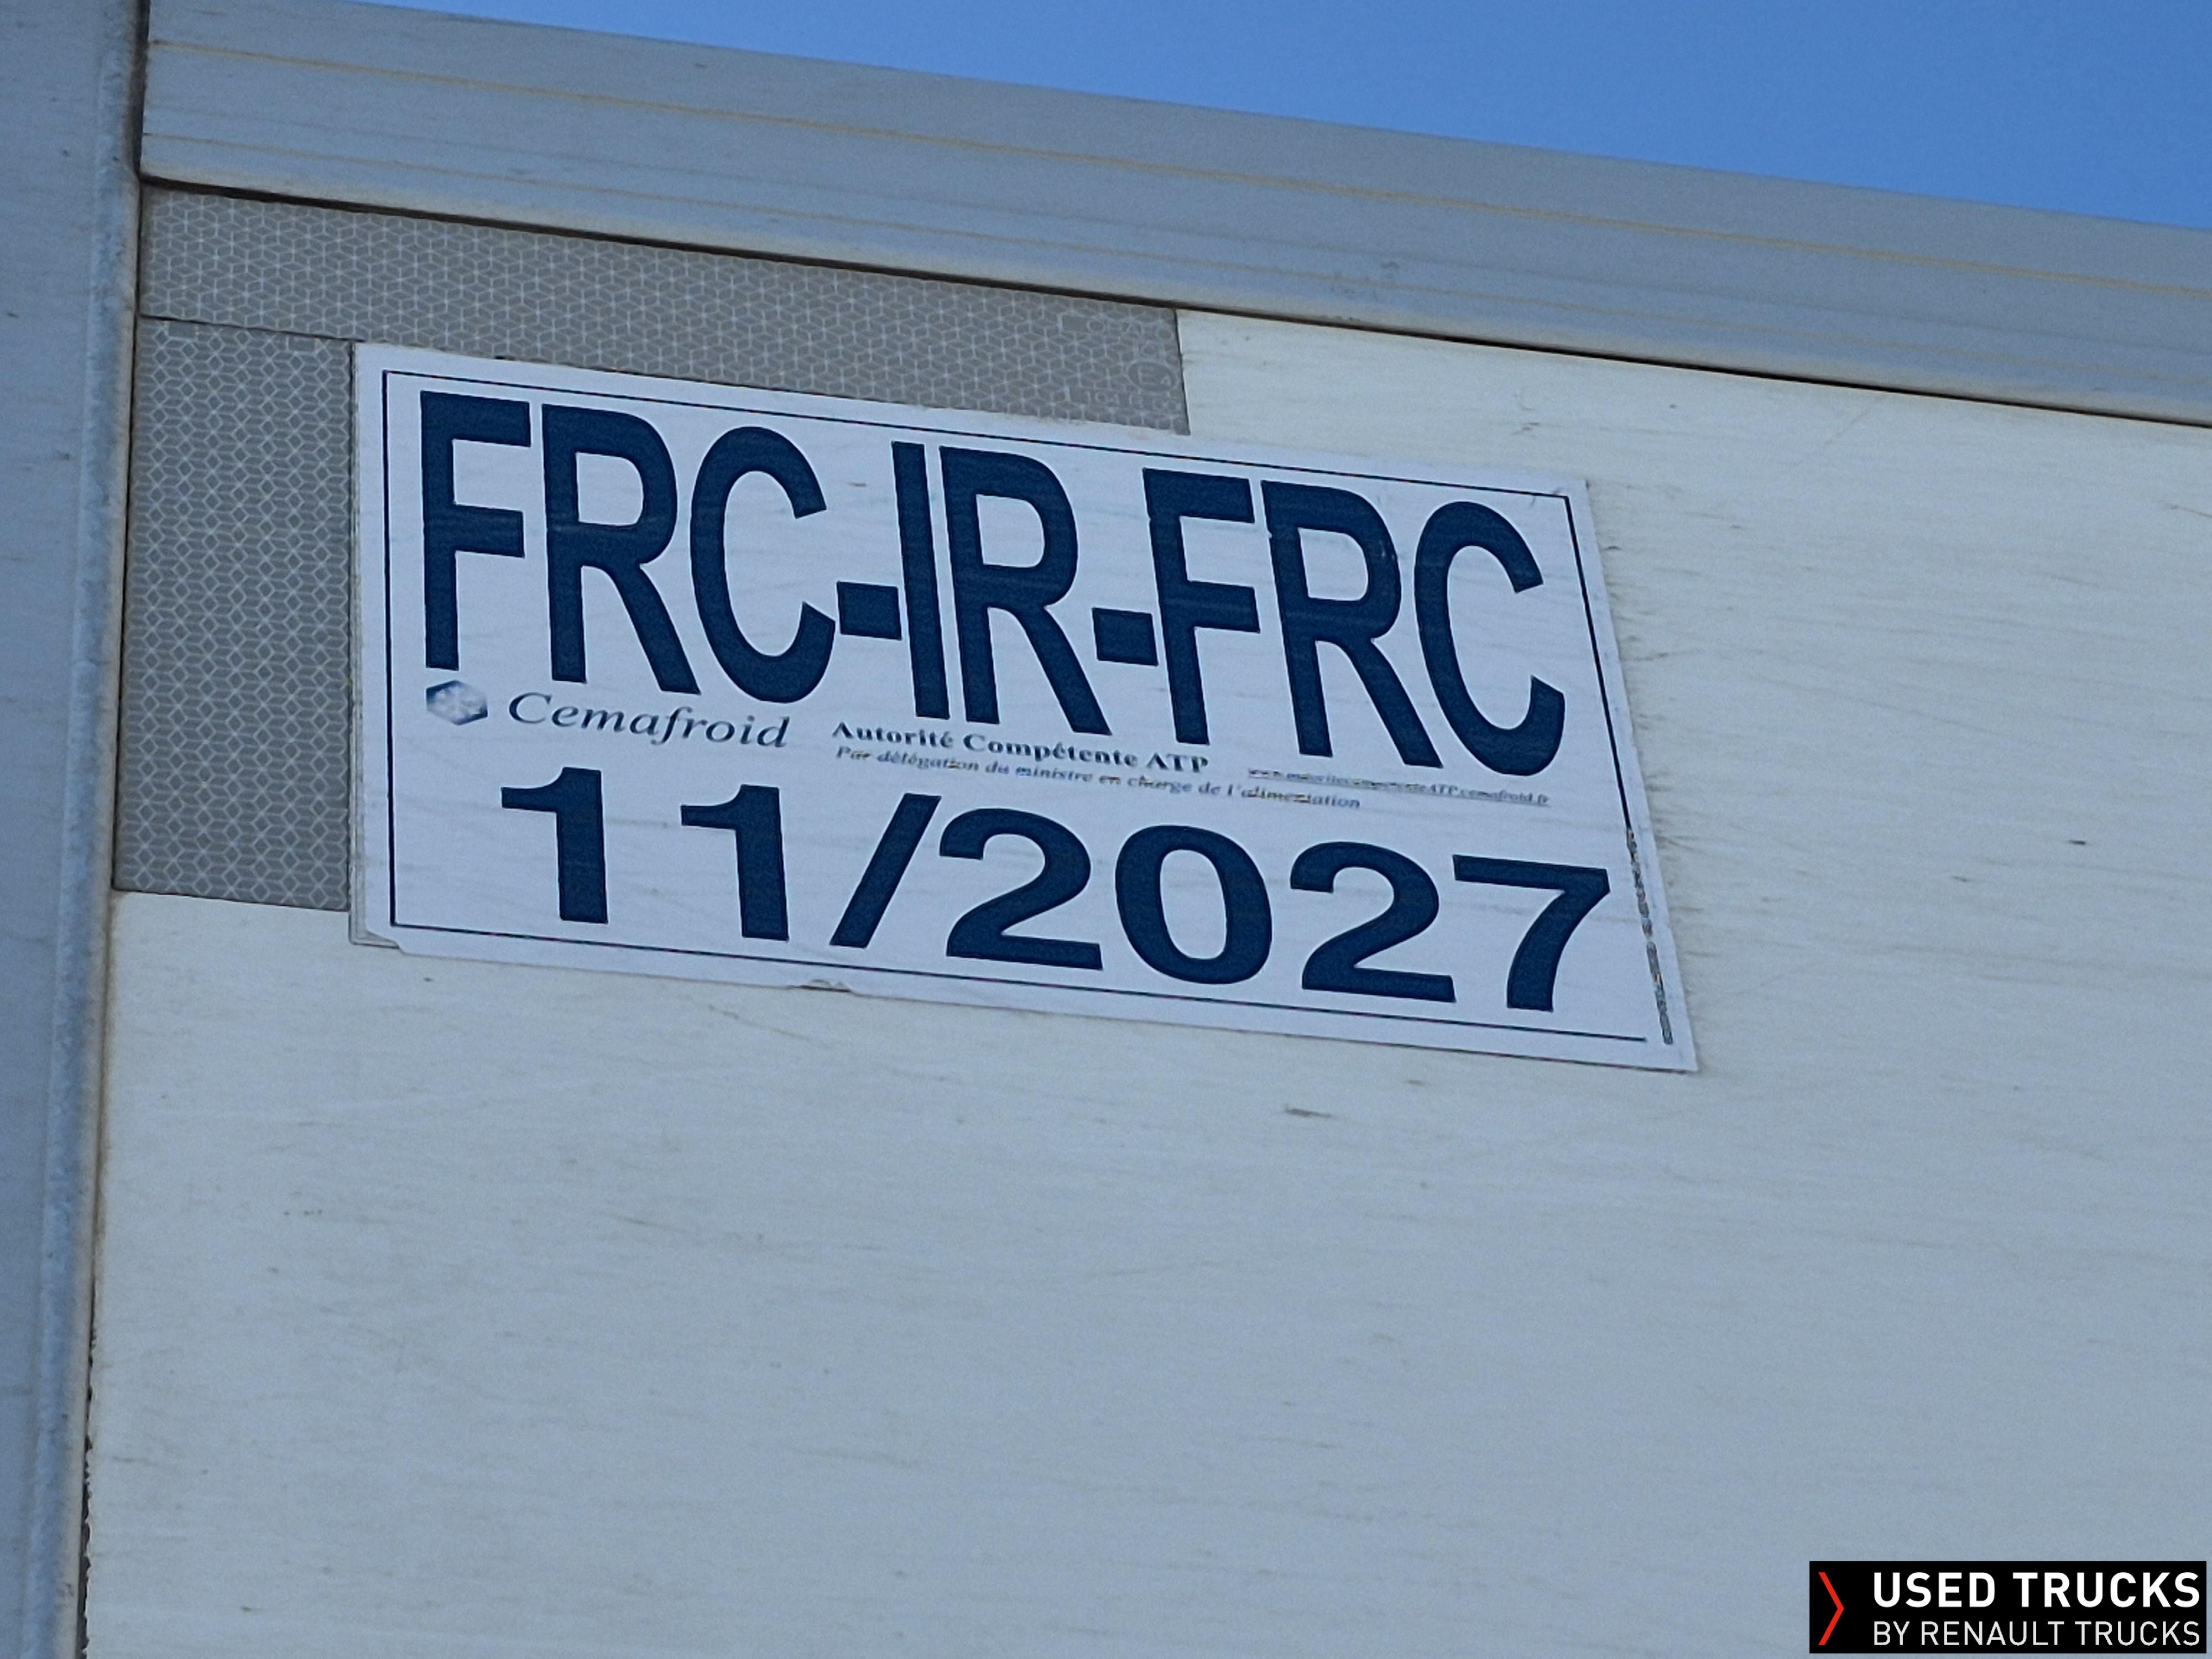 FRC-IR-FRC
Cemafroid
Autorité Compétente ATP
Par délégation du ministre en charge de l'alimentation
11/2027
USED TRUCKS
BY RENAULT TRUCKS